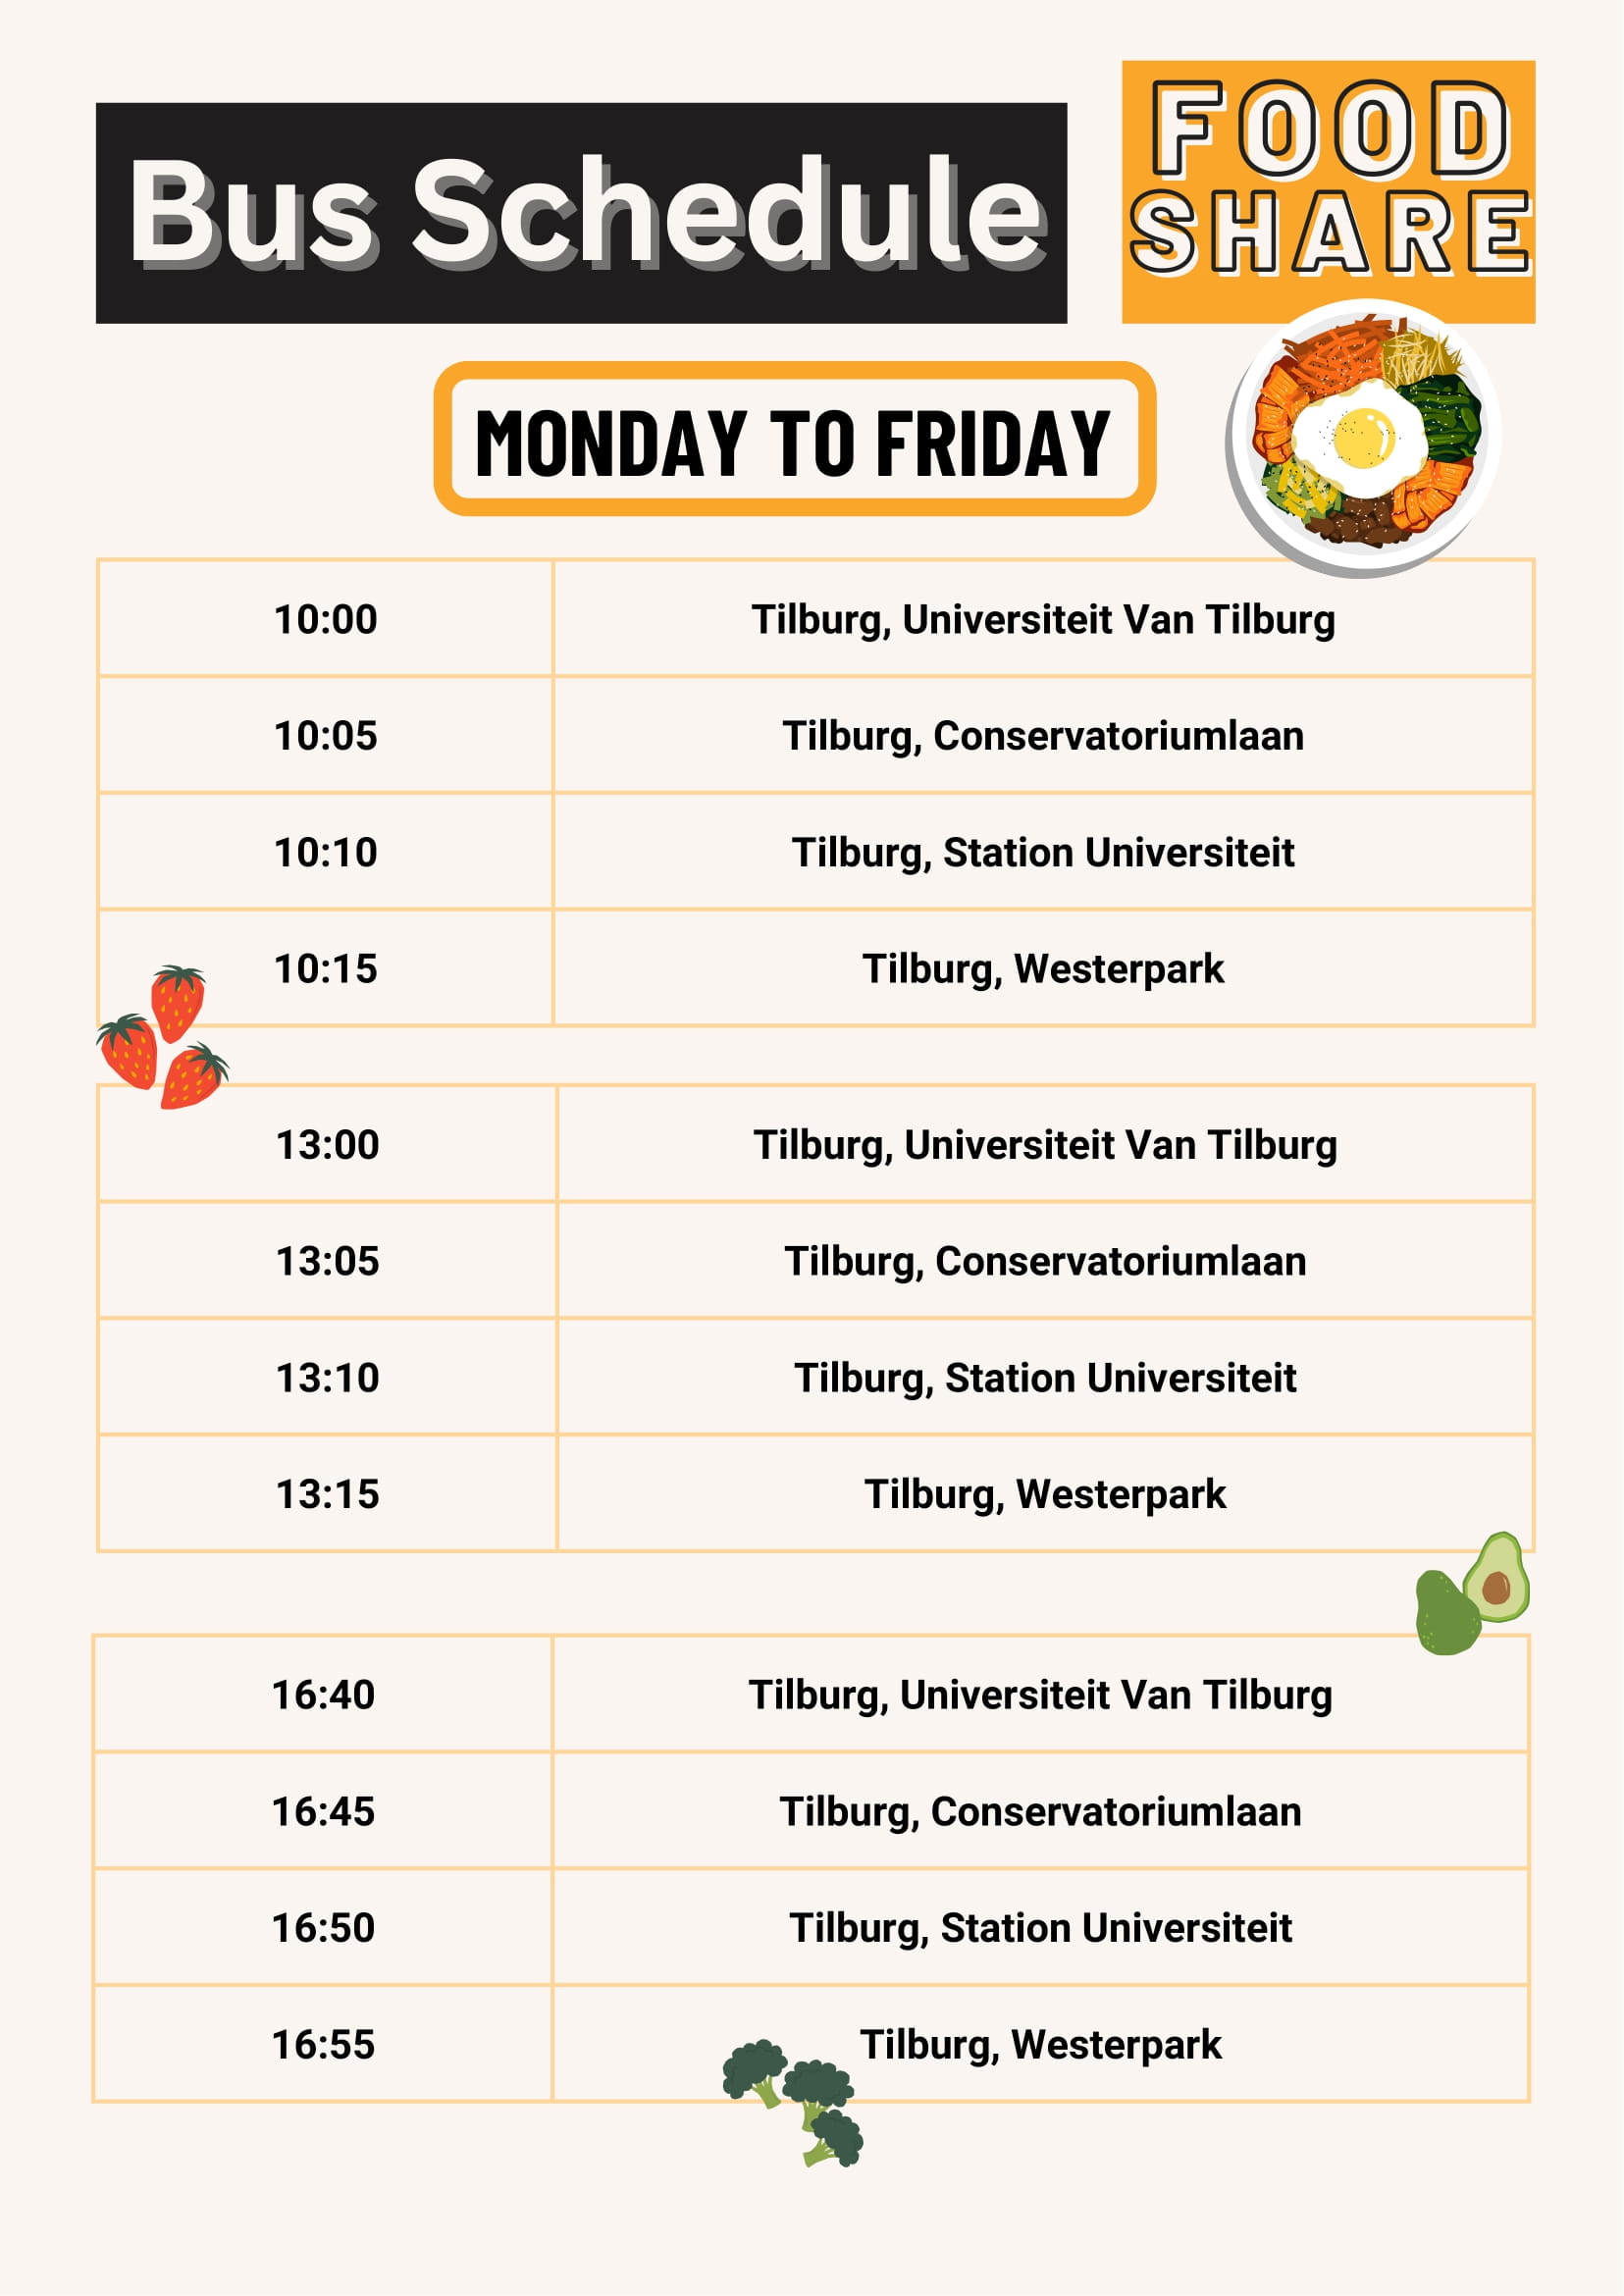 Bus Schedule
FOOD
SHARE
MONDAY TO FRIDAY
10:00 Tilburg, Universiteit Van Tilburg
10:05 Tilburg, Conservatoriumlaan
10:10 Tilburg, Station Universiteit
10:15 Tilburg, Westerpark
13:00 Tilburg, Universiteit Van Tilburg
13:05 Tilburg, Conservatoriumlaan
13:10 Tilburg, Station Universiteit
13:15 Tilburg, Westerpark
16:40 Tilburg, Universiteit Van Tilburg
16:45 Tilburg, Conservatoriumlaan
16:50 Tilburg, Station Universiteit
16:55 Tilburg, Westerpark